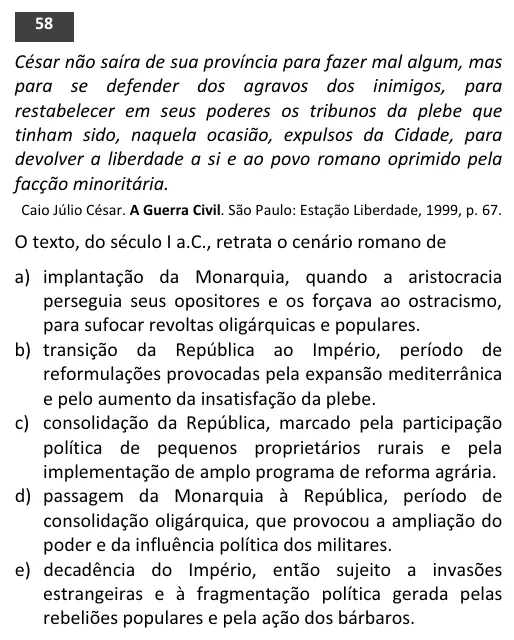 58
César não saíra de sua província para fazer mal algum, mas
para se defender dos agravos dos inimigos, para
restabelecer em seus poderes os tribunos da plebe que
tinham sido, naquela ocasião, expulsos da Cidade, para
devolver a liberdade a si e ao povo romano oprimido pela
facção minoritária.
Caio Júlio César. A Guerra Civil. São Paulo: Estação Liberdade, 1999, p. 67.
O texto, do século I a.C., retrata o cenário romano de
a) implantação da Monarquia, quando a aristocracia
perseguia seus opositores e os forçava ao ostracismo,
para sufocar revoltas oligárquicas e populares.
b) transição da República ao Império, período de
reformulações provocadas pela expansão mediterrânica
e pelo aumento da insatisfação da plebe.
c) consolidação da República, marcado pela participação
política de pequenos proprietários rurais e pela
implementação de amplo programa de reforma agrária.
d) passagem da Monarquia à República, período de
consolidação oligárquica, que provocou a ampliação do
poder e da influência política dos militares.
e) decadência do Império, então sujeito a invasões
estrangeiras e à fragmentação política gerada pelas
rebeliões populares e pela ação dos bárbaros.